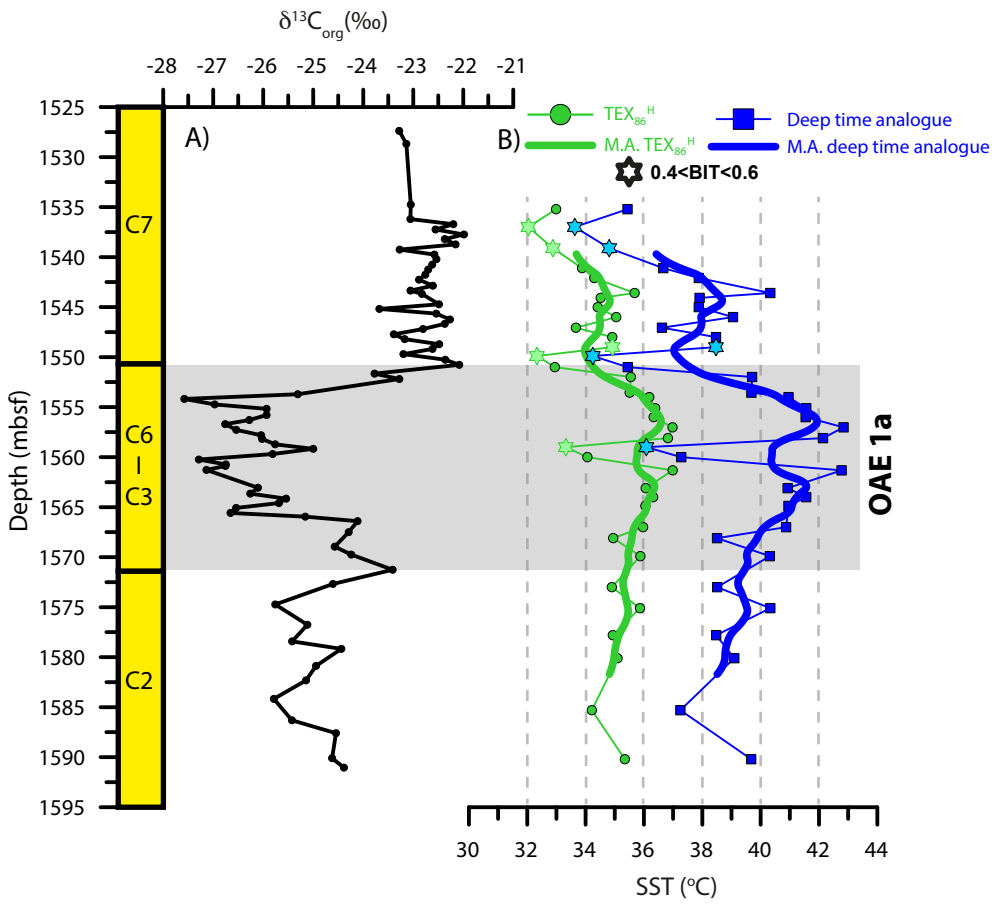 δ¹³C_org(‰)
-28 -27 -26 -25 -24 -23 -22 -21
A)
B)
TEX₈₆ᴴ
Deep time analogue
M.A. TEX₈₆ᴴ
M.A. deep time analogue
0.4<BIT<0.6
Depth (mbsf)
1525
1530
1535
1540
1545
1550
1555
1560
1565
1570
1575
1580
1585
1590
1595
C7
C6
I
C3
C2
OAE 1a
30 32 34 36 38 40 42 44
SST (°C)